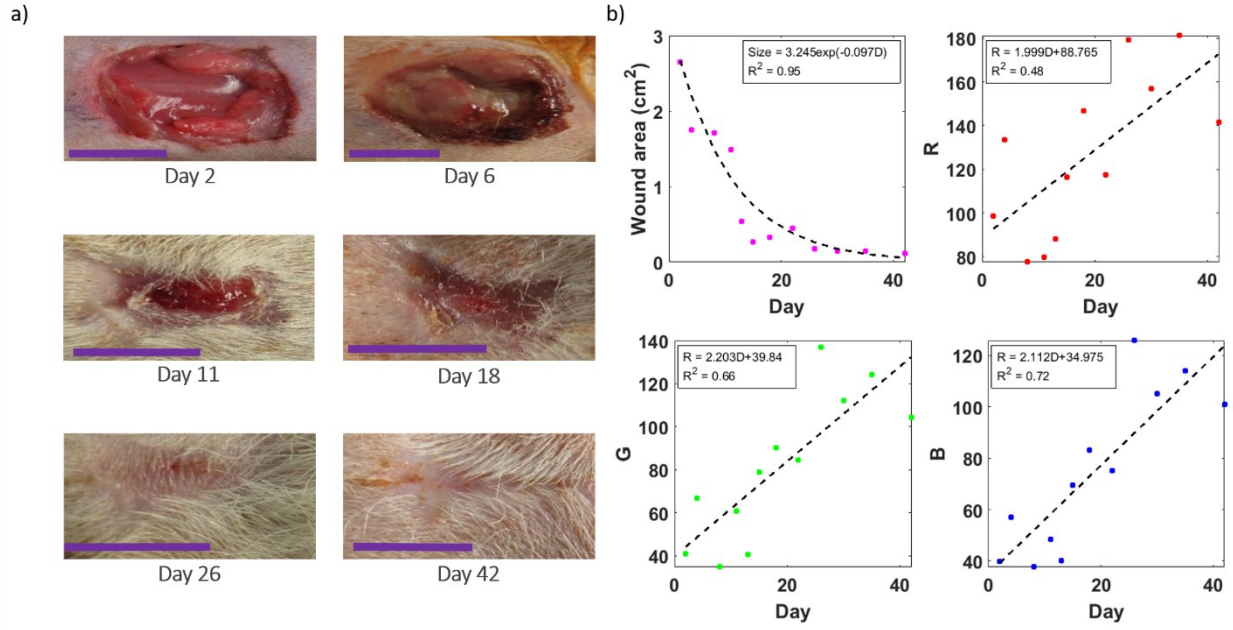 a)
Day 2
Day 6
Day 11
Day 18
Day 26
Day 42
b)
3
2
1
0
Wound area (cm²)
Size = 3.245exp(-0.097D)
R² = 0.95
0
20
40
Day
180
160
140
120
100
80
R
R = 1.999D+88.765
R² = 0.48
0
20
40
Day
140
120
100
80
60
40
G
R = 2.203D+39.84
R² = 0.66
0
20
40
Day
120
100
80
60
40
B
R = 2.112D+34.975
R² = 0.72
0
20
40
Day